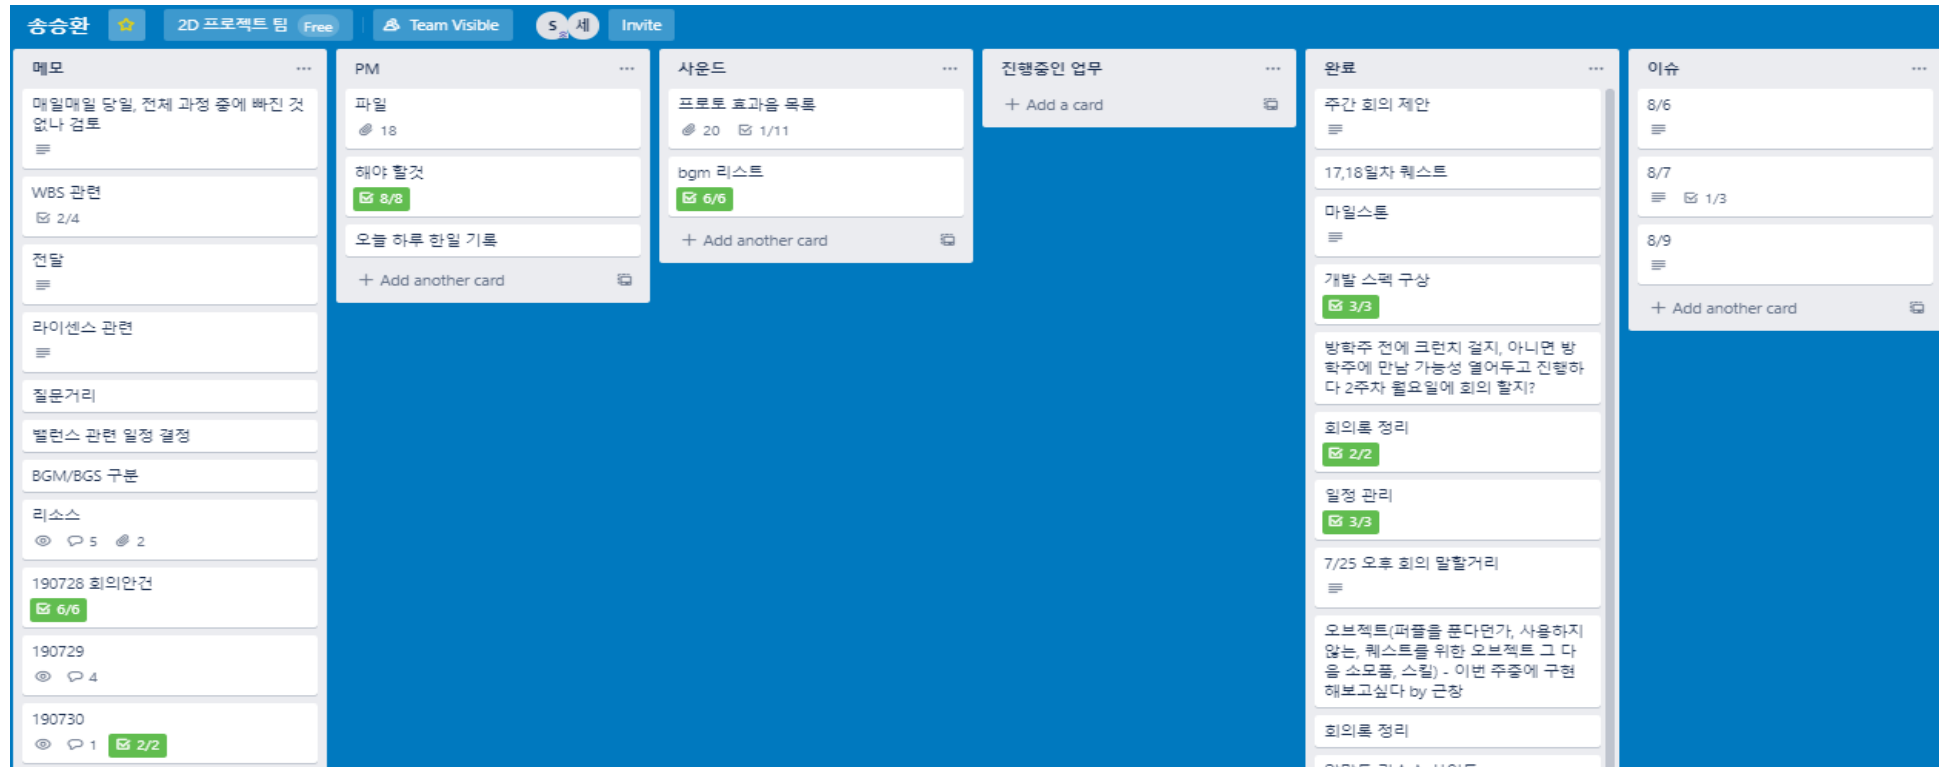 송승환
2D 프로젝트 팀 Free
Team Visible
S 세
Invite
메모
매일매일 당일, 전체 과정 중에 빠진 것
없나 검토
WBS 관련
2/4
전달
라이센스 관련
질문거리
밸런스 관련 일정 결정
BGM/BGS 구분
리소스
5 2
190728 회의안건
6/6
190729
4
190730
1 2/2
PM
파일
18
해야 할것
8/8
오늘 하루 한일 기록
+ Add another card
사운드
프로토 효과음 목록
20 1/11
bgm 리스트
6/6
+ Add another card
진행중인 업무
+ Add a card
완료
주간 회의 제안
17,18일차 퀘스트
마일스톤
개발 스펙 구상
3/3
방학주 전에 크런치 걸지, 아니면 방
학주에 만남 가능성 열어두고 진행하
다 2주차 월요일에 회의 할지?
회의록 정리
2/2
일정 관리
3/3
7/25 오후 회의 말할거리
오브젝트(퍼즐을 푼다던가, 사용하지
않는, 퀘스트를 위한 오브젝트 그 다
음 소모품, 스킬) - 이번 주중에 구현
해보고싶다 by 근창
회의록 정리
이슈
8/6
8/7
1/3
8/9
+ Add another card